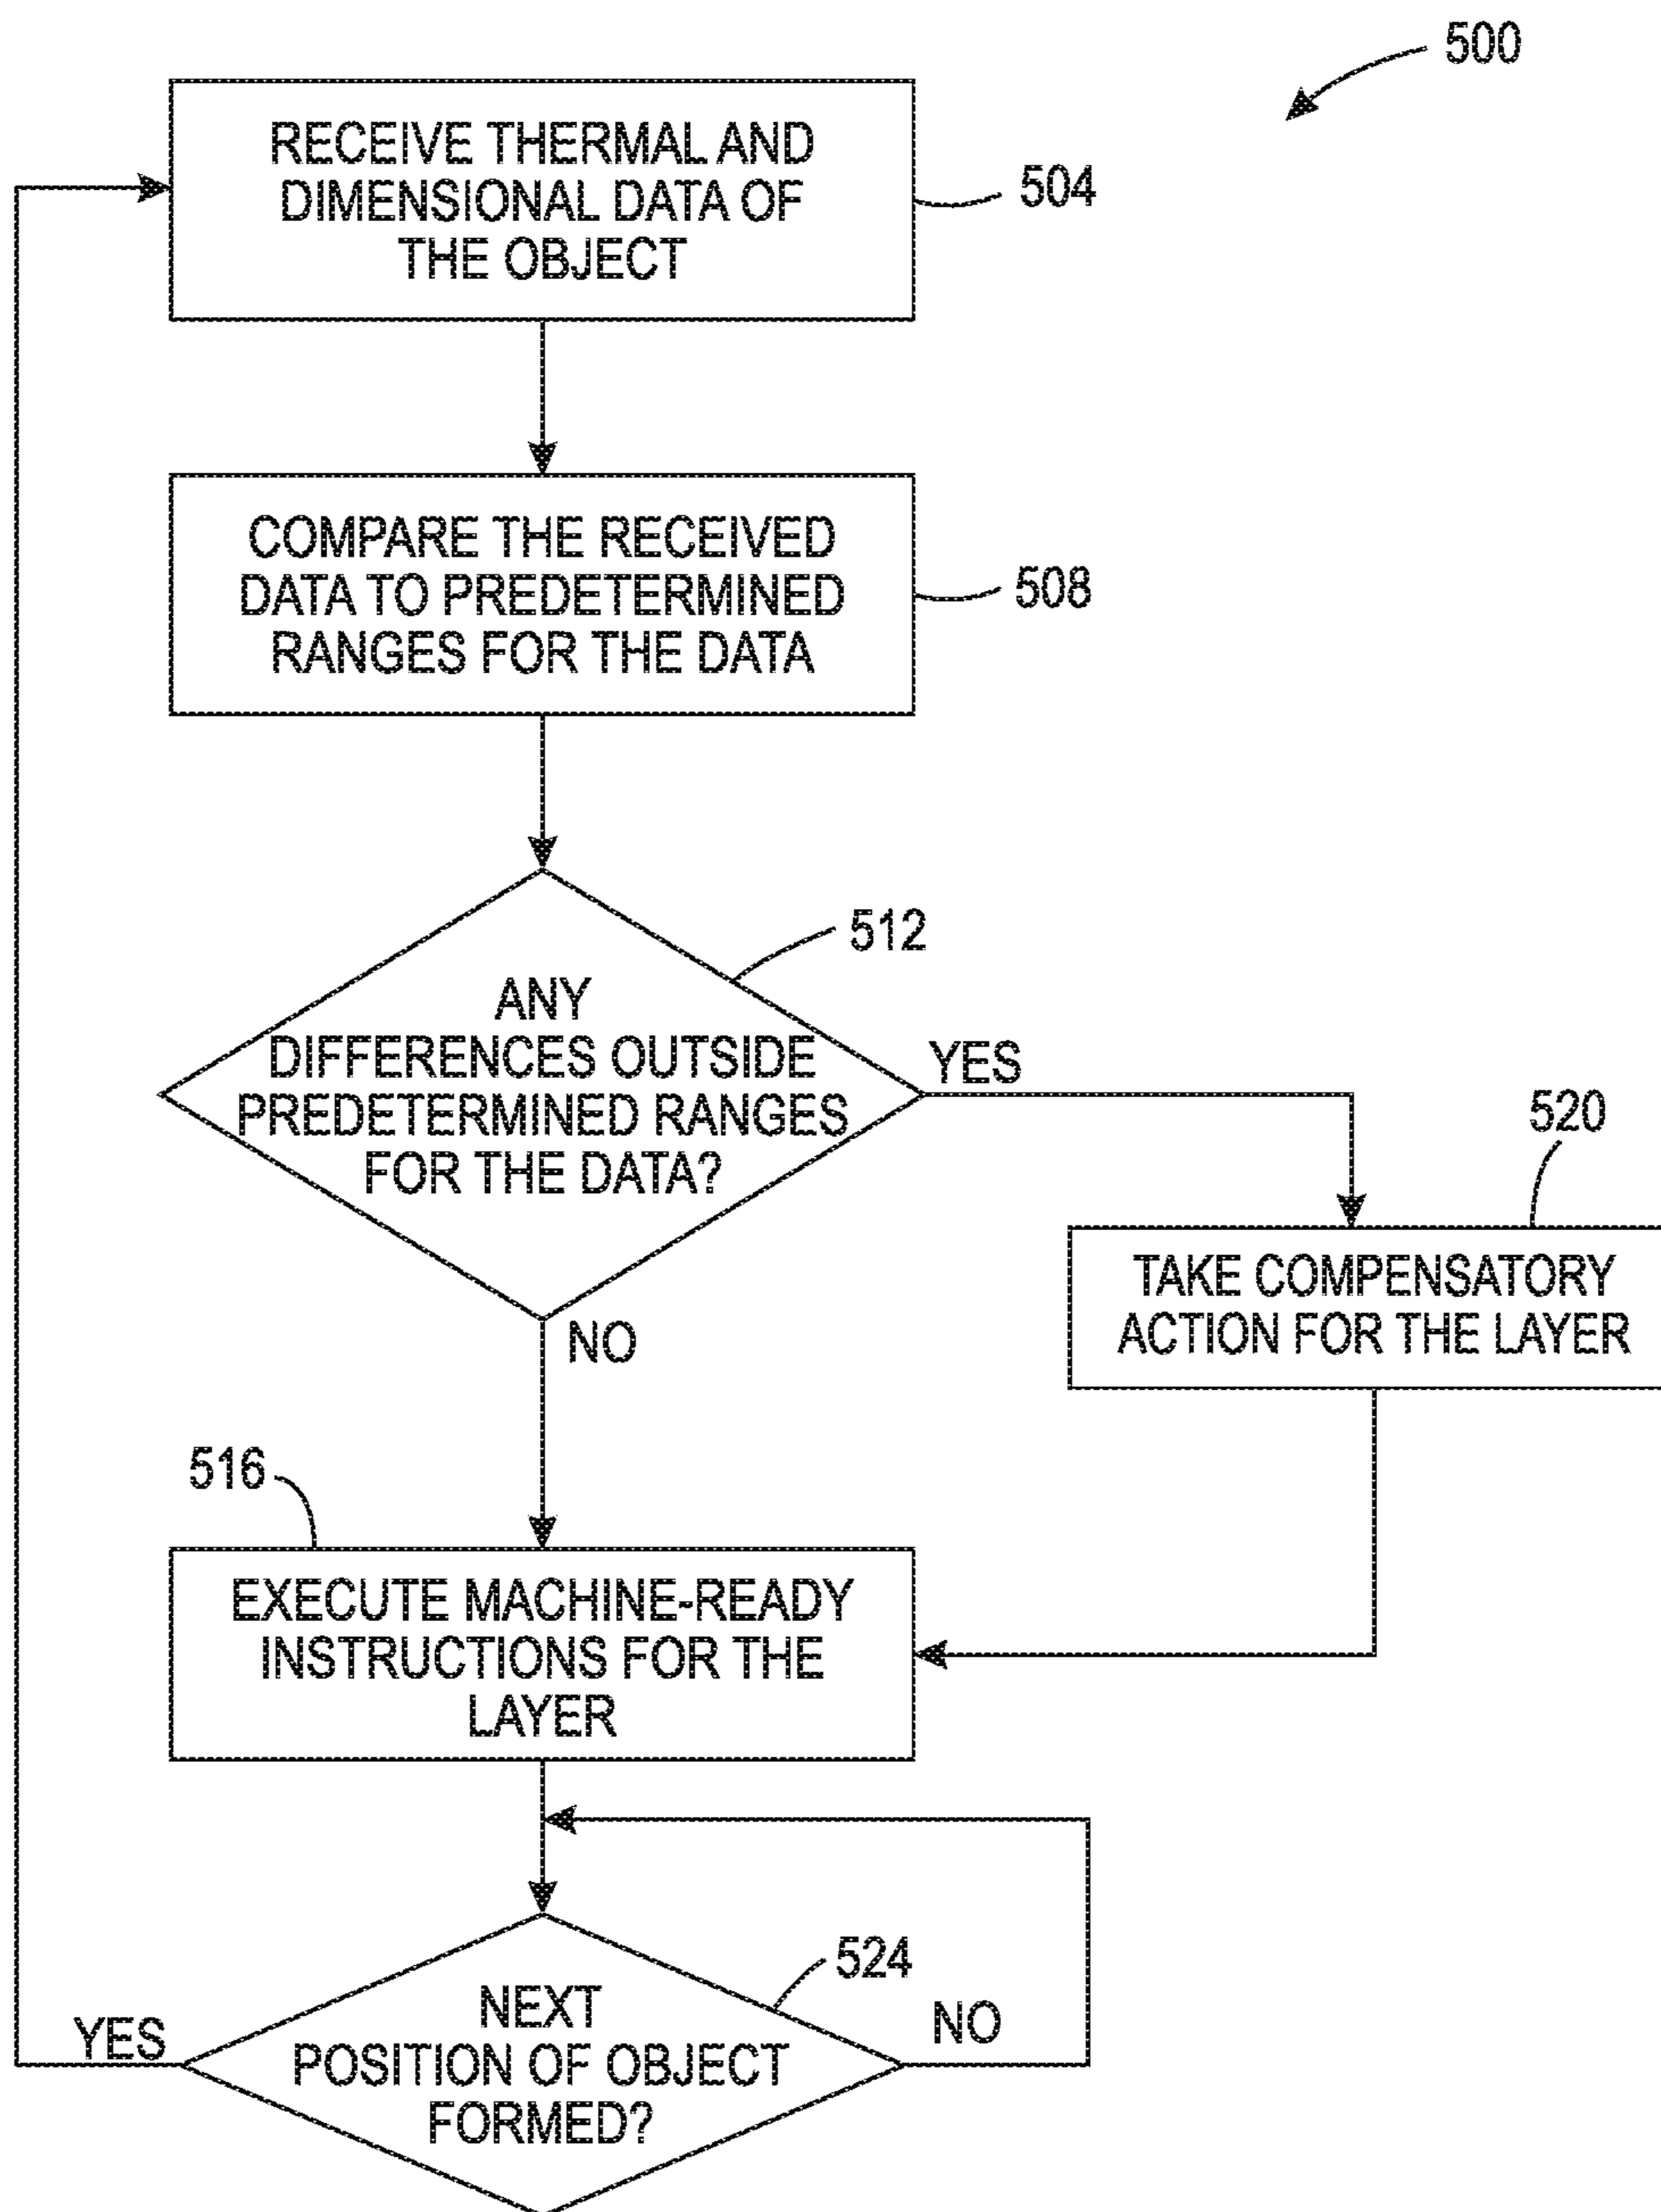 500
RECEIVE THERMAL AND
DIMENSIONAL DATA OF
THE OBJECT
504
COMPARE THE RECEIVED
DATA TO PREDETERMINED
RANGES FOR THE DATA
508
512
ANY
DIFFERENCES OUTSIDE
PREDETERMINED RANGES
FOR THE DATA?
YES
NO
520
TAKE COMPENSATORY
ACTION FOR THE LAYER
516
EXECUTE MACHINE-READY
INSTRUCTIONS FOR THE
LAYER
524
NEXT
POSITION OF OBJECT
FORMED?
YES
NO